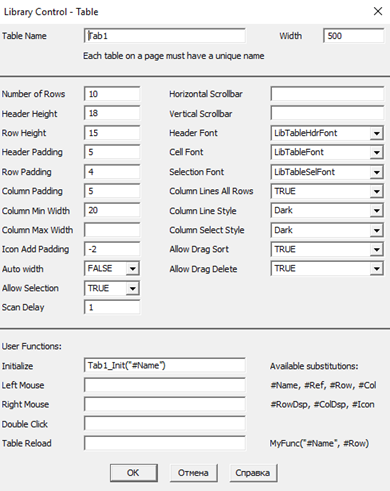 Library Control - Table
Table Name Tab1 Width 500
Each table on a page must have a unique name
Number of Rows 10 Horizontal Scrollbar
Header Height 18 Vertical Scrollbar
Row Height 15 Header Font LibTableHdrFont
Header Padding 5 Cell Font LibTableFont
Row Padding 4 Selection Font LibTableSelFont
Column Padding 5 Column Lines All Rows TRUE
Column Min Width 20 Column Line Style Dark
Column Max Width Column Select Style Dark
Icon Add Padding -2 Allow Drag Sort TRUE
Auto width FALSE Allow Drag Delete TRUE
Allow Selection TRUE
Scan Delay 1
User Functions:
Initialize Tab1_Init("#Name") Available substitutions:
Left Mouse #Name, #Ref, #Row, #Col
Right Mouse #RowDsp, #ColDsp, #Icon
Double Click
Table Reload MyFunc("#Name", #Row)
OK Отмена Справка